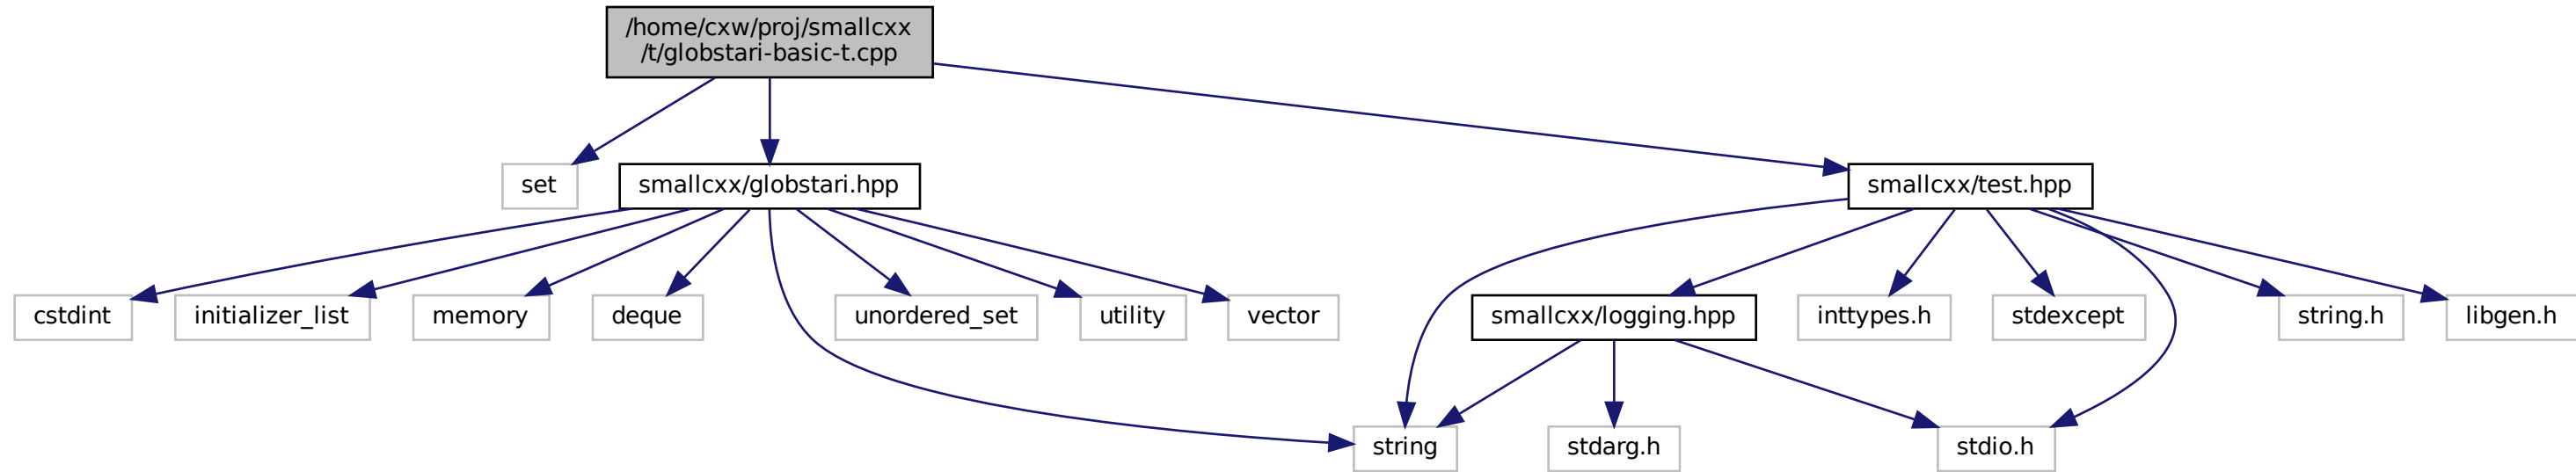 /home/cxw/proj/smallcxx
/t/globstari-basic-t.cpp
set
smallcxx/globstari.hpp
smallcxx/test.hpp
cstdint
initializer_list
memory
deque
unordered_set
utility
vector
smallcxx/logging.hpp
inttypes.h
stdexcept
string.h
libgen.h
string
stdarg.h
stdio.h